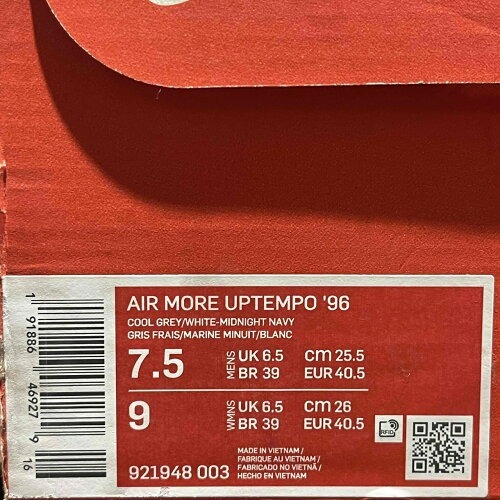 AIR MORE UPTEMPO '96
COOL GREY/WHITE-MIDNIGHT NAVY
GRIS FRAIS/MARINE MINUIT/BLANC
7.5 MENS UK 6.5 cm 25.5
BR 39 EUR 40.5
9 WMNS UK 6.5 cm 26
BR 39 EUR 40.5
921948 003
MADE IN VIETNAM /
FABRIQUE AU VIETNAM /
FABRICADO NO VIETNÃ /
HECHO EN VIETNAM
RFID
1 91886 46927 9 16